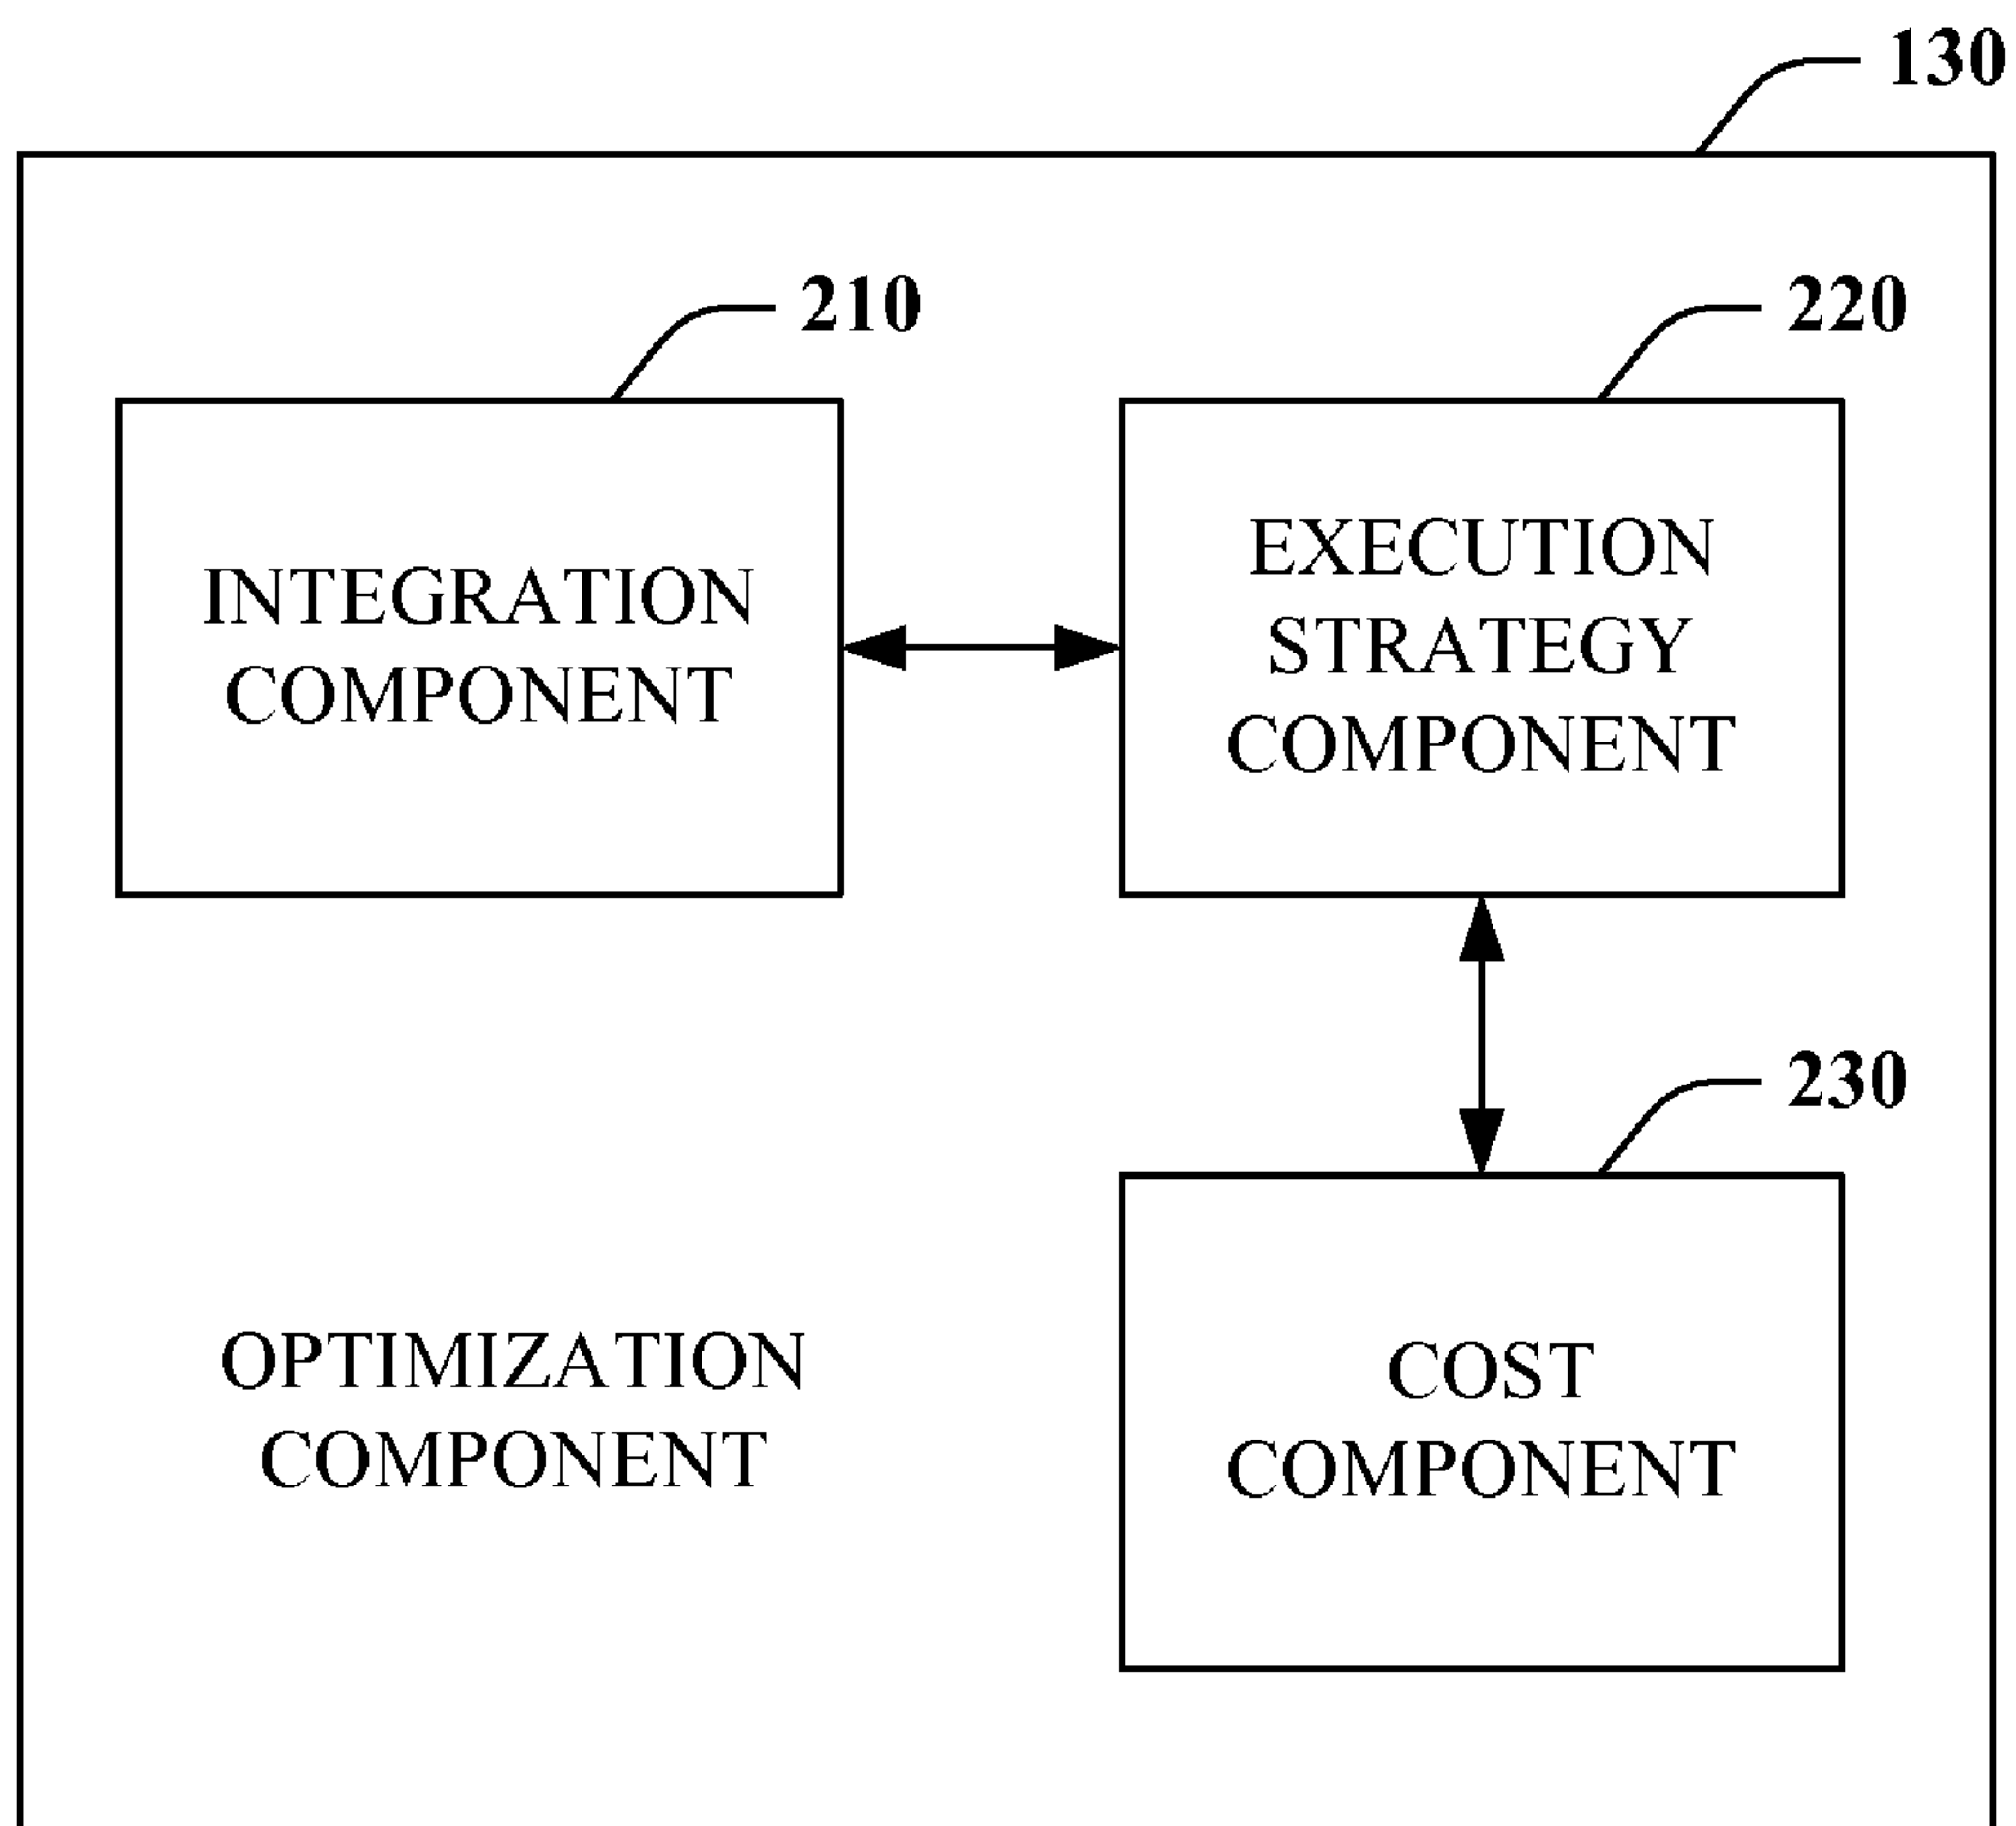 130
210
220
INTEGRATION
COMPONENT
EXECUTION
STRATEGY
COMPONENT
230
OPTIMIZATION
COMPONENT
COST
COMPONENT